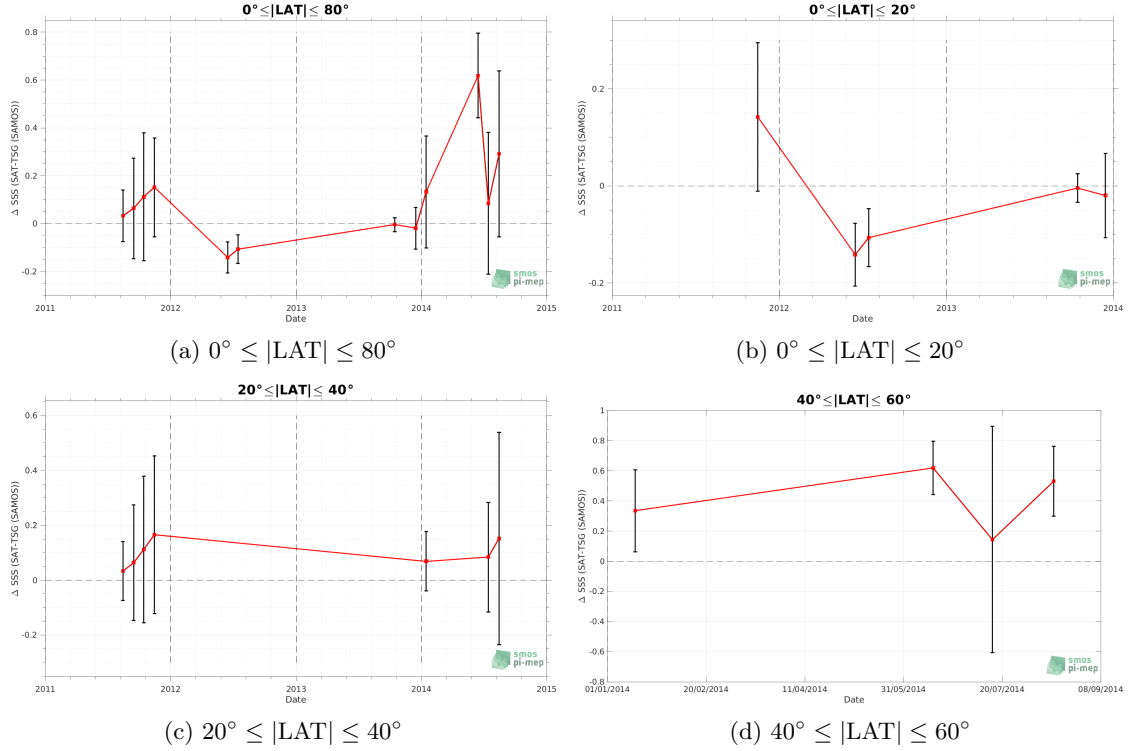 0°≤|LAT|≤ 80°
Δ SSS (SAT-TSG (SAMOS))
0.8
0.6
0.4
0.2
0
-0.2
2011
2012
2013
2014
2015
Date
smos
pi-mep
(a) 0° ≤ |LAT| ≤ 80°
0°≤|LAT|≤ 20°
Δ SSS (SAT-TSG (SAMOS))
0.2
0
-0.2
2011
2012
2013
2014
Date
smos
pi-mep
(b) 0° ≤ |LAT| ≤ 20°
20°≤|LAT|≤ 40°
Δ SSS (SAT-TSG (SAMOS))
0.6
0.4
0.2
0
-0.2
2011
2012
2013
2014
2015
Date
smos
pi-mep
(c) 20° ≤ |LAT| ≤ 40°
40°≤|LAT|≤ 60°
Δ SSS (SAT-TSG (SAMOS))
1
0.8
0.6
0.4
0.2
0
-0.2
-0.4
-0.6
-0.8
01/01/2014
20/02/2014
11/04/2014
31/05/2014
20/07/2014
08/09/2014
Date
smos
pi-mep
(d) 40° ≤ |LAT| ≤ 60°